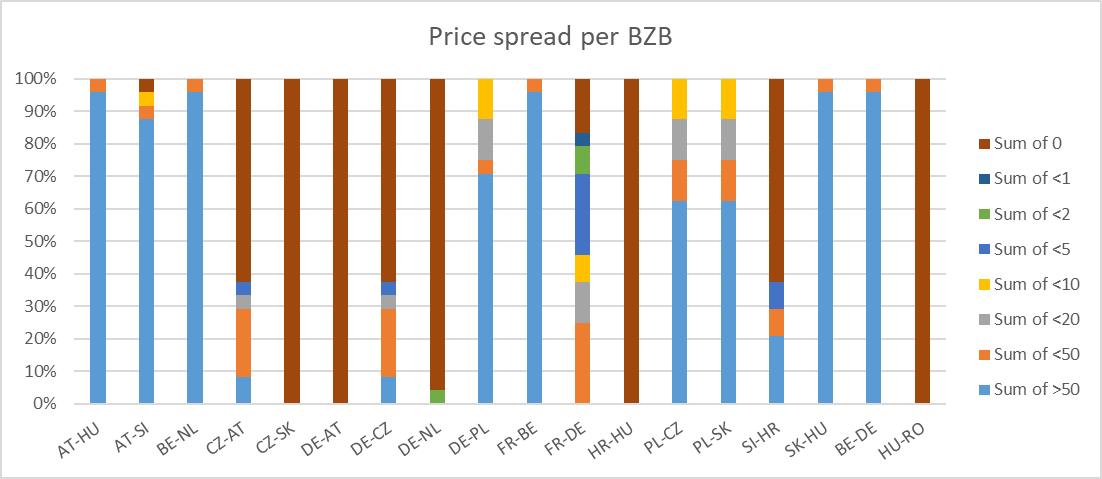 Price spread per BZB
100%
90%
80%
70%
60%
50%
40%
30%
20%
10%
0%
AT-HU
AT-SI
BE-NL
CZ-AT
CZ-SK
DE-AT
DE-CZ
DE-NL
DE-PL
FR-BE
FR-DE
HR-HU
PL-CZ
PL-SK
SI-HR
SK-HU
BE-DE
HU-RO
Sum of 0
Sum of <1
Sum of <2
Sum of <5
Sum of <10
Sum of <20
Sum of <50
Sum of >50